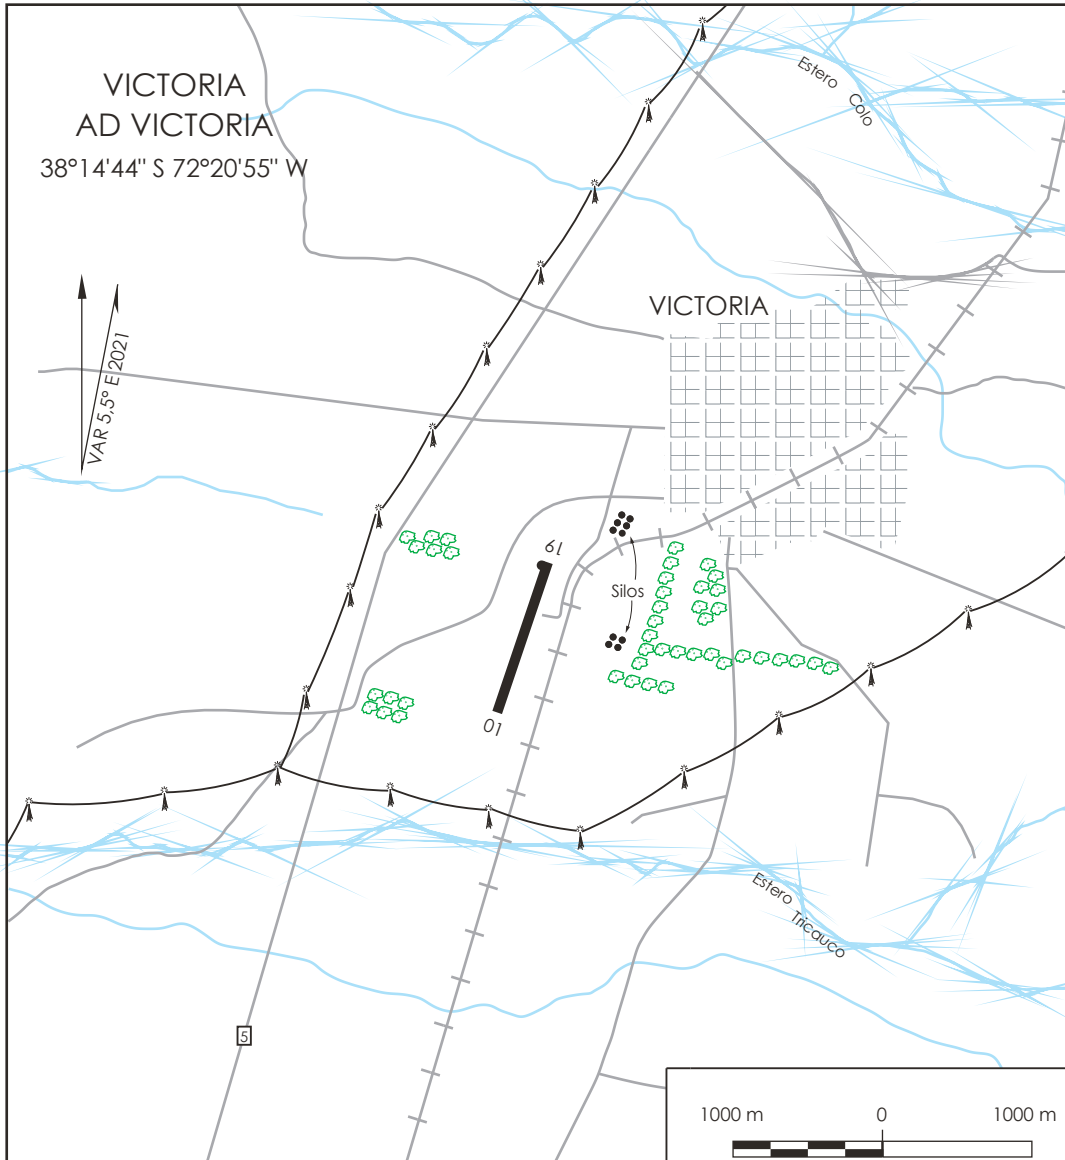 VICTORIA
AD VICTORIA
38°14'44" S 72°20'55" W
Estero Colo
VAR 5,5° E 2021
VICTORIA
19
Silos
01
Estero Tricauco
5
1000 m 0 1000 m